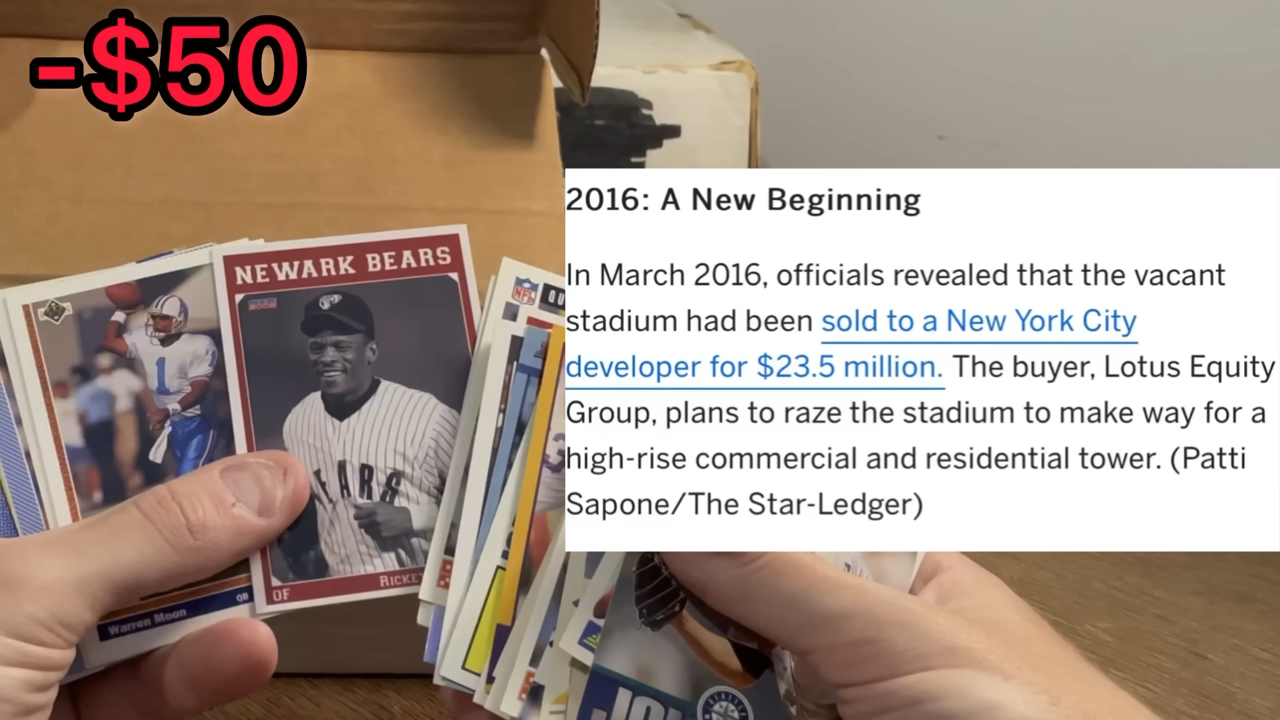 -$50
2016: A New Beginning
In March 2016, officials revealed that the vacant
stadium had been sold to a New York City
developer for $23.5 million. The buyer, Lotus Equity
Group, plans to raze the stadium to make way for a
high-rise commercial and residential tower. (Patti
Sapone/The Star-Ledger)
NEWARK BEARS
NFL
1
OF
Warren Moon
QB